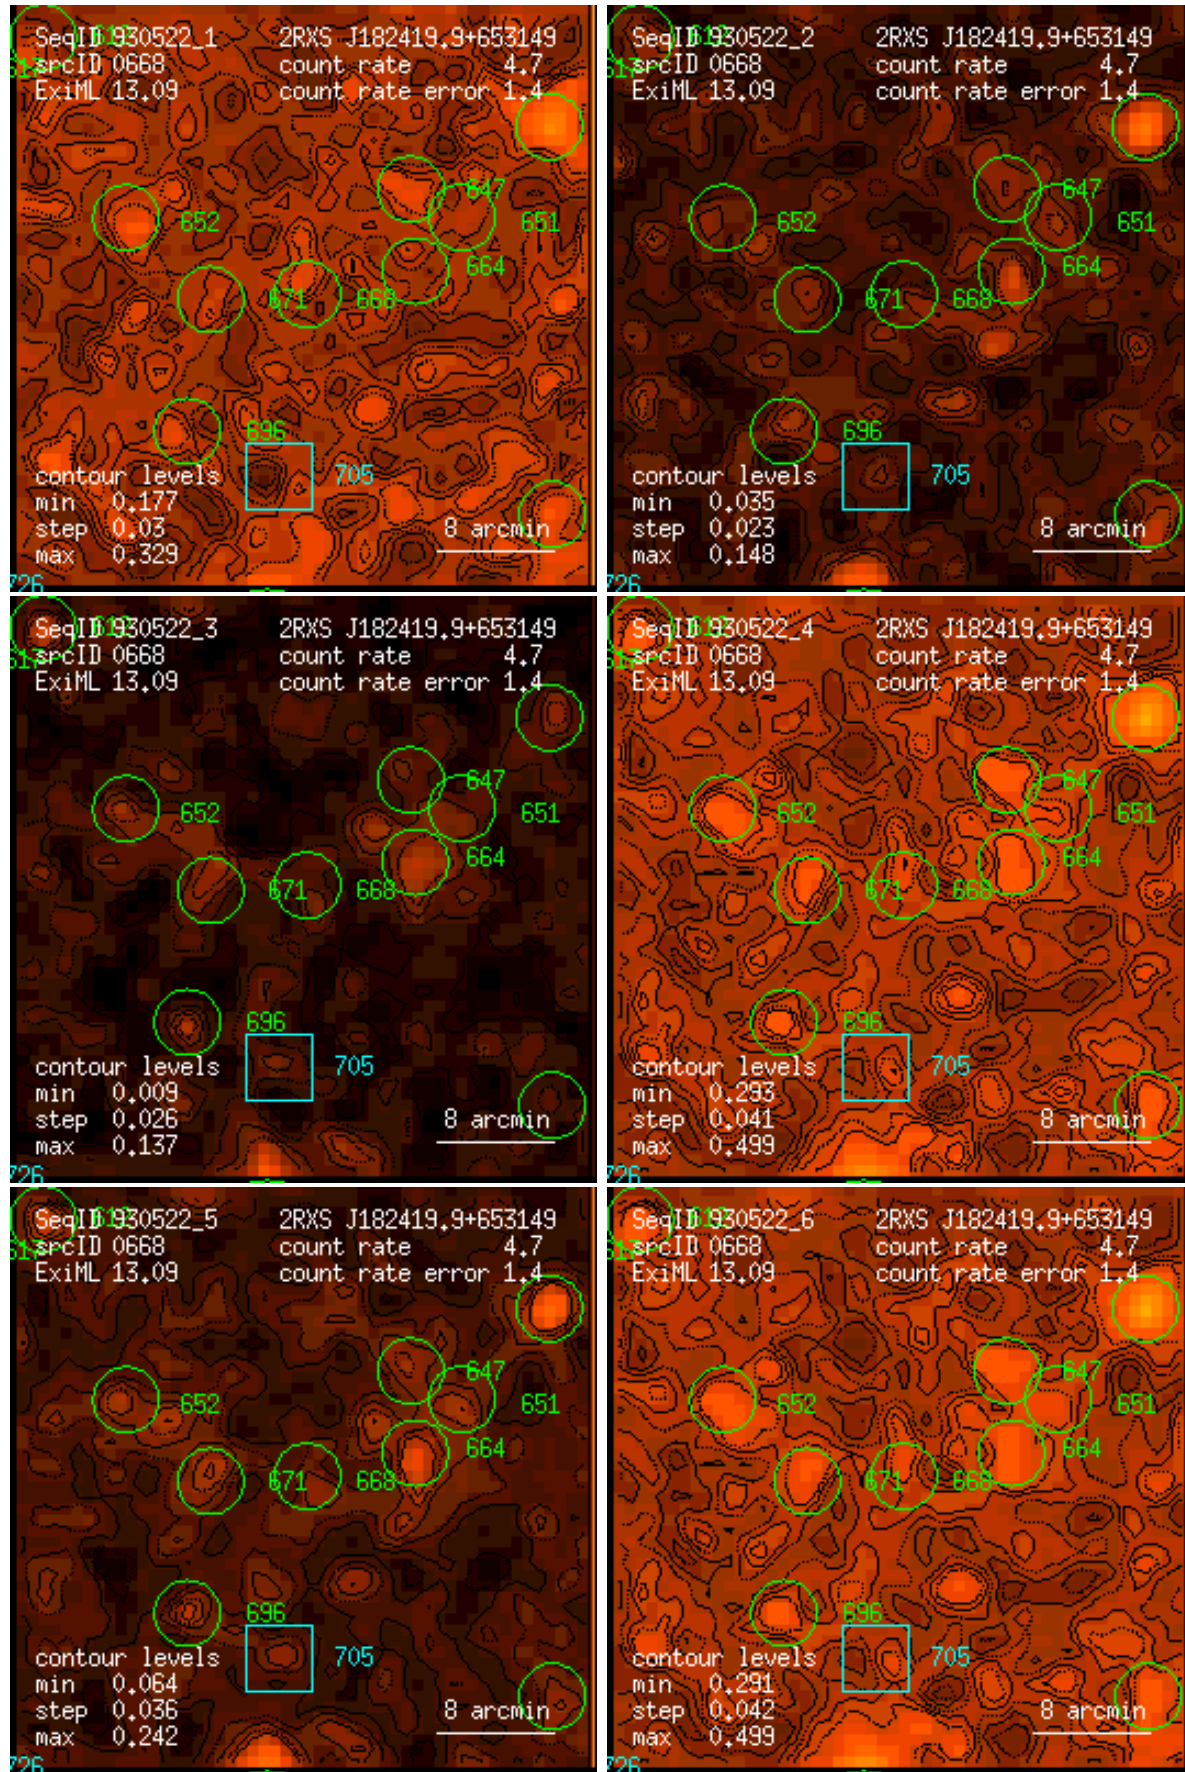 SeqID 930522_1 2RXS J182419.9+653149
srcID 0668 count rate 4.7
ExiML 13.09 count rate error 1.4
647
652 651
664
671 668
696
contour levels 705
min 0.177
step 0.03 8 arcmin
max 0.329
726
SeqID 930522_2 2RXS J182419.9+653149
srcID 0668 count rate 4.7
ExiML 13.09 count rate error 1.4
647
652 651
664
671 668
696
contour levels 705
min 0.035
step 0.023 8 arcmin
max 0.148
726
SeqID 930522_3 2RXS J182419.9+653149
srcID 0668 count rate 4.7
ExiML 13.09 count rate error 1.4
647
652 651
664
671 668
696
contour levels 705
min 0.009
step 0.026 8 arcmin
max 0.137
726
SeqID 930522_4 2RXS J182419.9+653149
srcID 0668 count rate 4.7
ExiML 13.09 count rate error 1.4
647
652 651
664
671 668
696
contour levels 705
min 0.293
step 0.041 8 arcmin
max 0.499
726
SeqID 930522_5 2RXS J182419.9+653149
srcID 0668 count rate 4.7
ExiML 13.09 count rate error 1.4
647
652 651
664
671 668
696
contour levels 705
min 0.064
step 0.036 8 arcmin
max 0.242
726
SeqID 930522_6 2RXS J182419.9+653149
srcID 0668 count rate 4.7
ExiML 13.09 count rate error 1.4
647
652 651
664
671 668
696
contour levels 705
min 0.291
step 0.042 8 arcmin
max 0.499
726